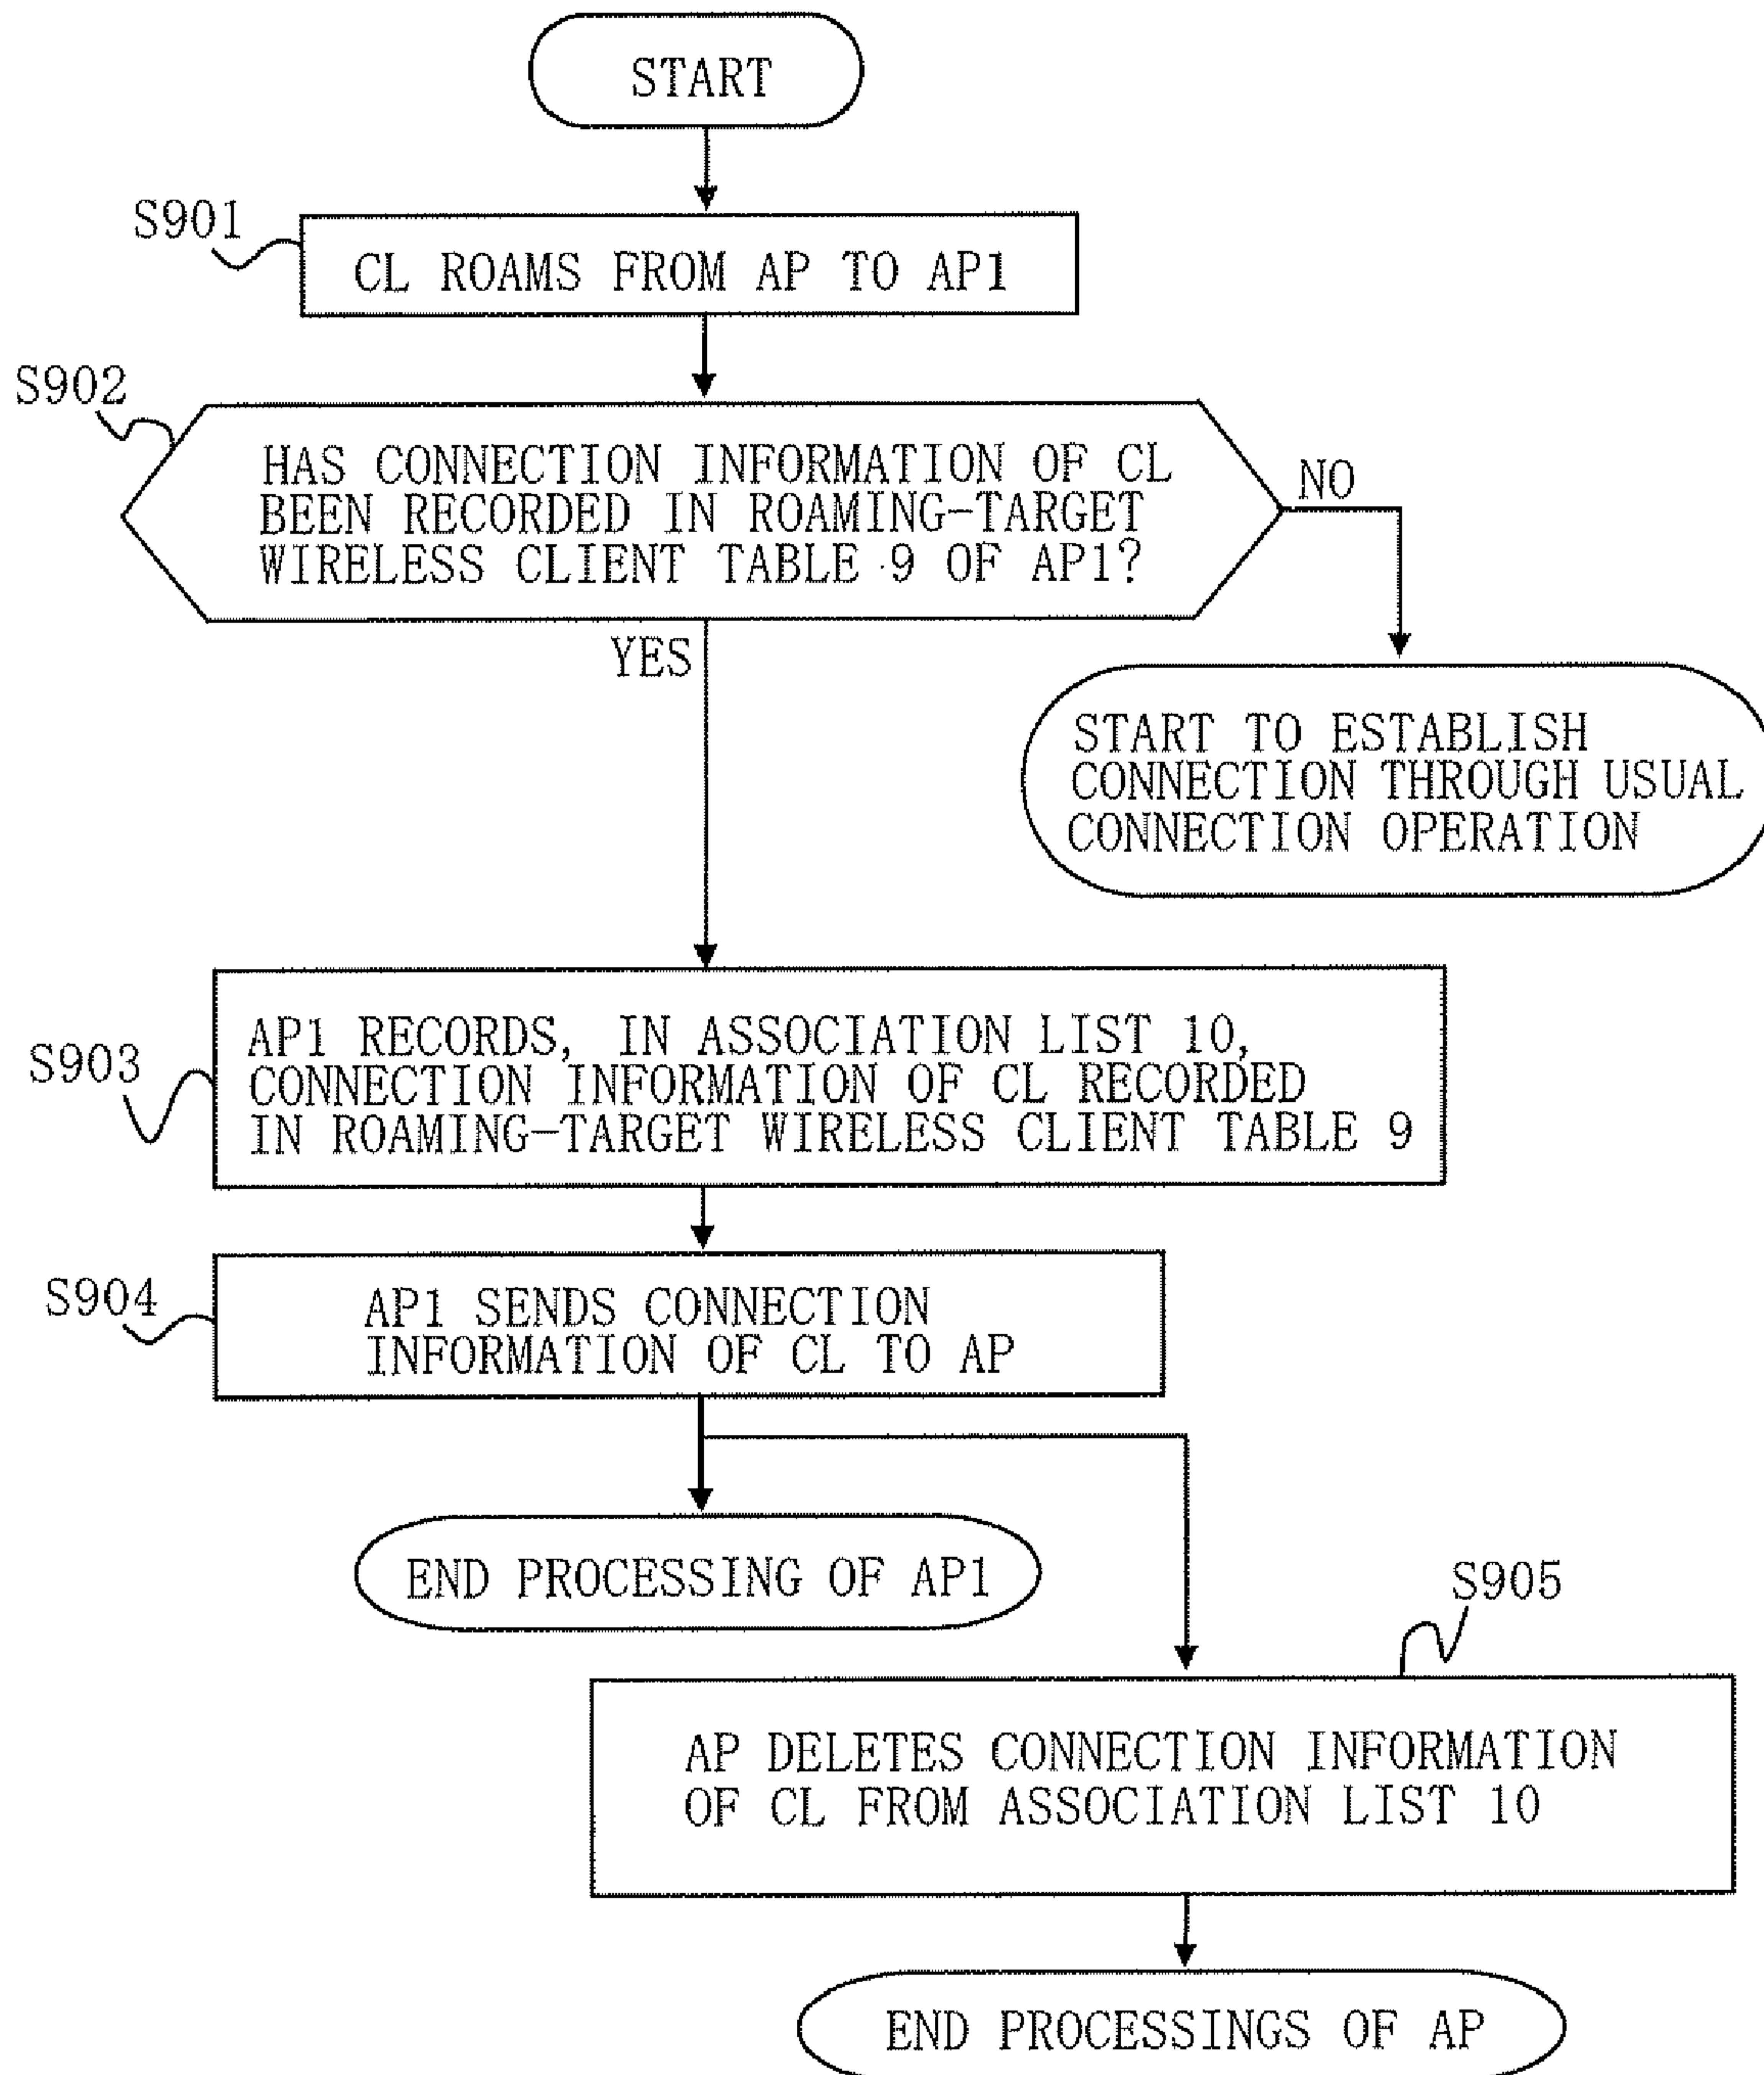 START
S901
CL ROAMS FROM AP TO AP1
S902
HAS CONNECTION INFORMATION OF CL
BEEN RECORDED IN ROAMING-TARGET
WIRELESS CLIENT TABLE 9 OF AP1?
NO
YES
START TO ESTABLISH
CONNECTION THROUGH USUAL
CONNECTION OPERATION
S903
AP1 RECORDS, IN ASSOCIATION LIST 10,
CONNECTION INFORMATION OF CL RECORDED
IN ROAMING-TARGET WIRELESS CLIENT TABLE 9
S904
AP1 SENDS CONNECTION
INFORMATION OF CL TO AP
END PROCESSING OF AP1
S905
AP DELETES CONNECTION INFORMATION
OF CL FROM ASSOCIATION LIST 10
END PROCESSINGS OF AP